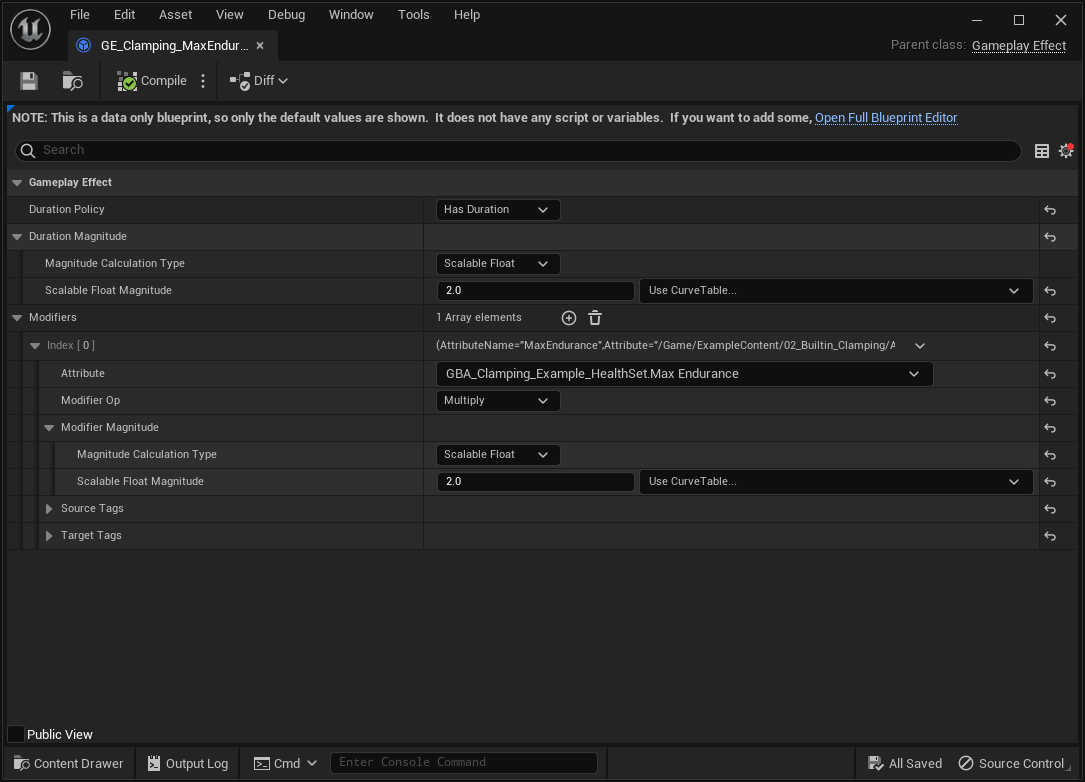 File Edit Asset View Debug Window Tools Help
GE_Clamping_MaxEndur...
Parent class: Gameplay Effect
Compile Diff
NOTE: This is a data only blueprint, so only the default values are shown. It does not have any script or variables. If you want to add some, Open Full Blueprint Editor
Search
Gameplay Effect
Duration Policy Has Duration
Duration Magnitude
Magnitude Calculation Type Scalable Float
Scalable Float Magnitude 2.0 Use CurveTable...
Modifiers 1 Array elements
Index [ 0 ] (AttributeName="MaxEndurance",Attribute="/Game/ExampleContent/02_Builtin_Clamping/A
Attribute GBA_Clamping_Example_HealthSet.Max Endurance
Modifier Op Multiply
Modifier Magnitude
Magnitude Calculation Type Scalable Float
Scalable Float Magnitude 2.0 Use CurveTable...
Source Tags
Target Tags
Public View
Content Drawer Output Log Cmd Enter Console Command All Saved Source Control